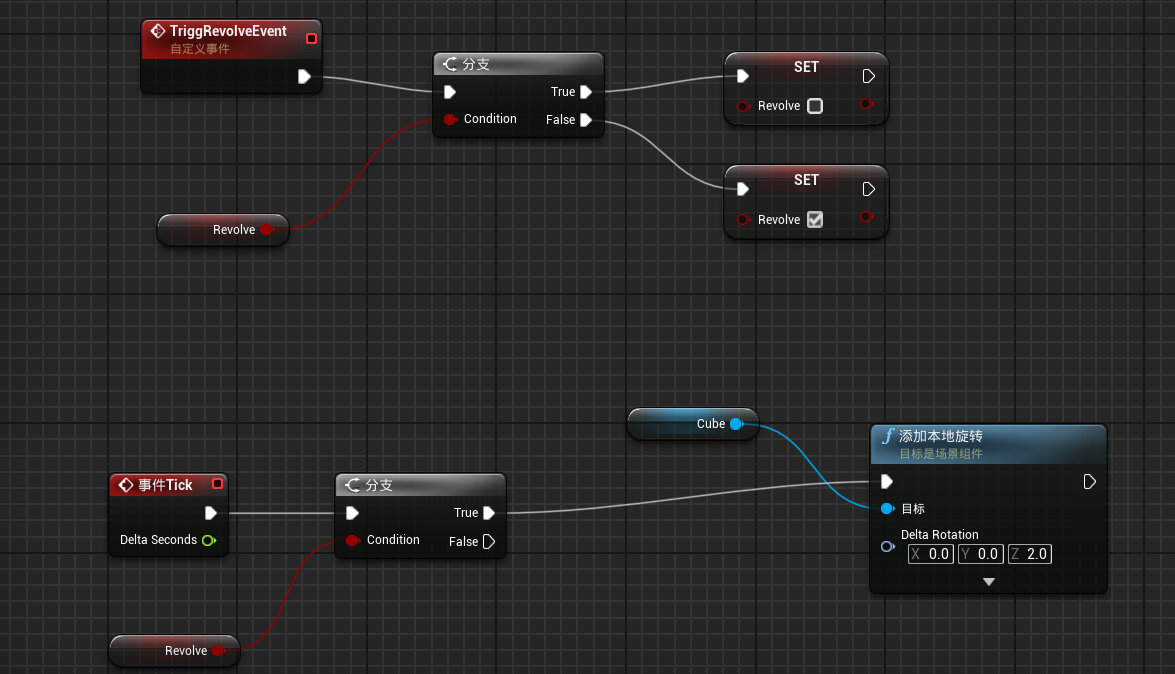 TriggRevolveEvent
自定义事件
分支
True
Condition
False
SET
Revolve
SET
Revolve
Revolve
Cube
添加本地旋转
目标是场景组件
目标
Delta Rotation
X 0.0 Y 0.0 Z 2.0
事件Tick
Delta Seconds
分支
True
Condition
False
Revolve